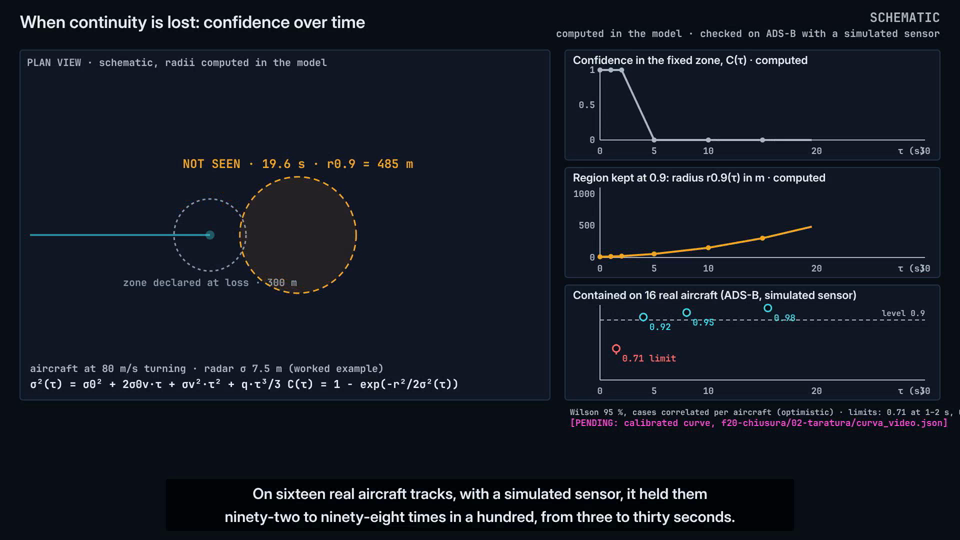 When continuity is lost: confidence over time
SCHEMATIC
computed in the model · checked on ADS-B with a simulated sensor
PLAN VIEW · schematic, radii computed in the model
NOT SEEN · 19.6 s · r0.9 = 485 m
zone declared at loss · 300 m
aircraft at 80 m/s turning · radar σ 7.5 m (worked example)
σ²(τ) = σ0² + 2σ0v·τ + σv²·τ² + q·τ³/3 C(τ) = 1 - exp(-r²/2σ²(τ))
Confidence in the fixed zone, C(τ) · computed
1
0.5
0
0 5 10 20 τ (s) 30
Region kept at 0.9: radius r0.9(τ) in m · computed
1000
500
0
0 5 10 20 τ (s) 30
Contained on 16 real aircraft (ADS-B, simulated sensor)
level 0.9
0.92 0.95 0.98
0.71 limit
0 5 10 20 τ (s) 30
Wilson 95 %, cases correlated per aircraft (optimistic) · limits: 0.71 at 1-2 s,
[PENDING: calibrated curve, f20-chiusura/02-taratura/curva_video.json]
On sixteen real aircraft tracks, with a simulated sensor, it held them
ninety-two to ninety-eight times in a hundred, from three to thirty seconds.